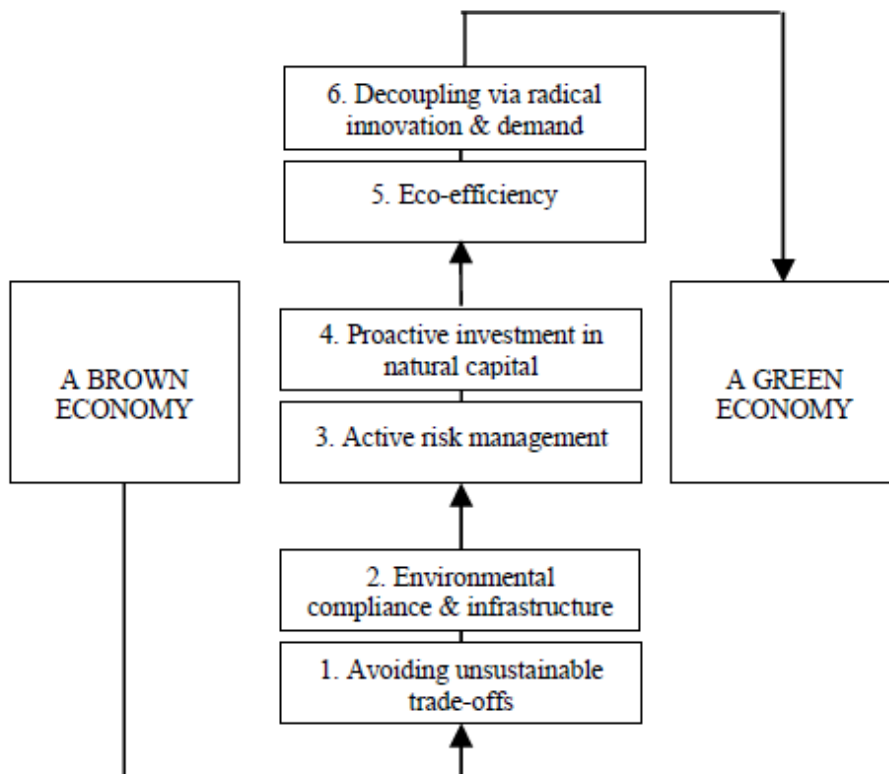 6. Decoupling via radical
innovation & demand
5. Eco-efficiency
4. Proactive investment in
natural capital
A BROWN
ECONOMY
A GREEN
ECONOMY
3. Active risk management
2. Environmental
compliance & infrastructure
1. Avoiding unsustainable
trade-offs